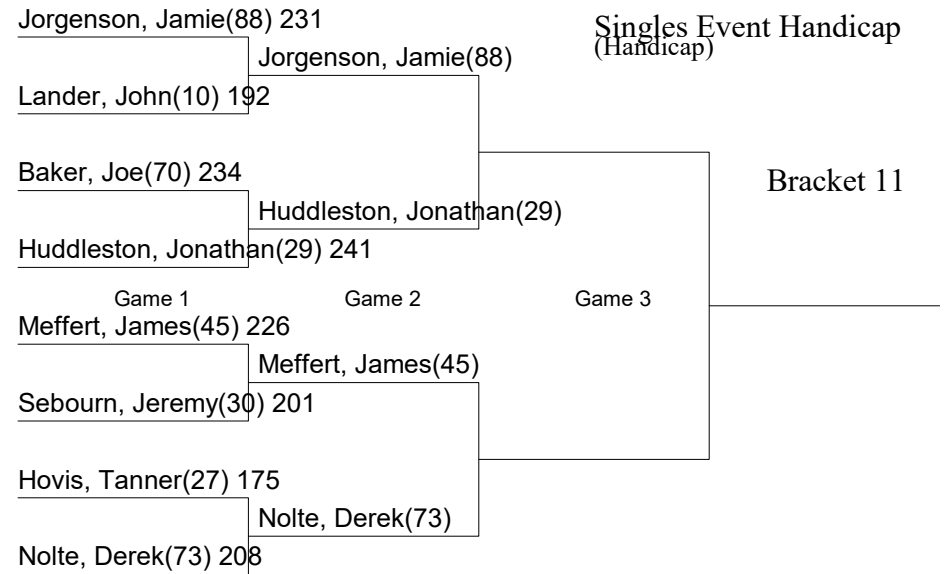 Jorgenson, Jamie(88) 231
Singles Event Handicap
(Handicap)
Jorgenson, Jamie(88)
Lander, John(10) 192
Baker, Joe(70) 234
Bracket 11
Huddleston, Jonathan(29)
Huddleston, Jonathan(29) 241
Game 1 Game 2 Game 3
Meffert, James(45) 226
Meffert, James(45)
Sebourn, Jeremy(30) 201
Hovis, Tanner(27) 175
Nolte, Derek(73)
Nolte, Derek(73) 208